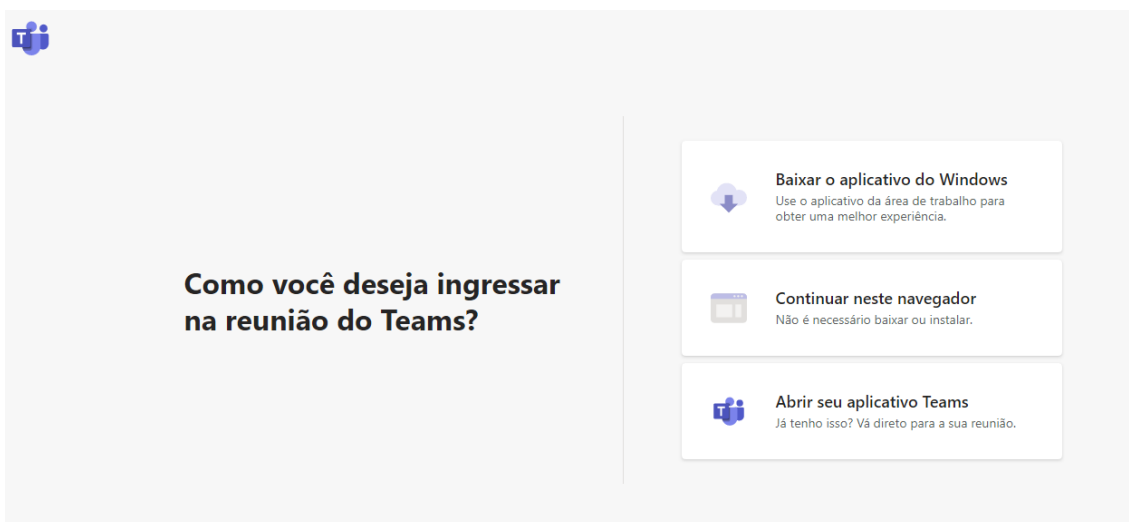 Como você deseja ingressar
na reunião do Teams?
Baixar o aplicativo do Windows
Use o aplicativo da área de trabalho para
obter uma melhor experiência.
Continuar neste navegador
Não é necessário baixar ou instalar.
Abrir seu aplicativo Teams
Já tenho isso? Vá direto para a sua reunião.